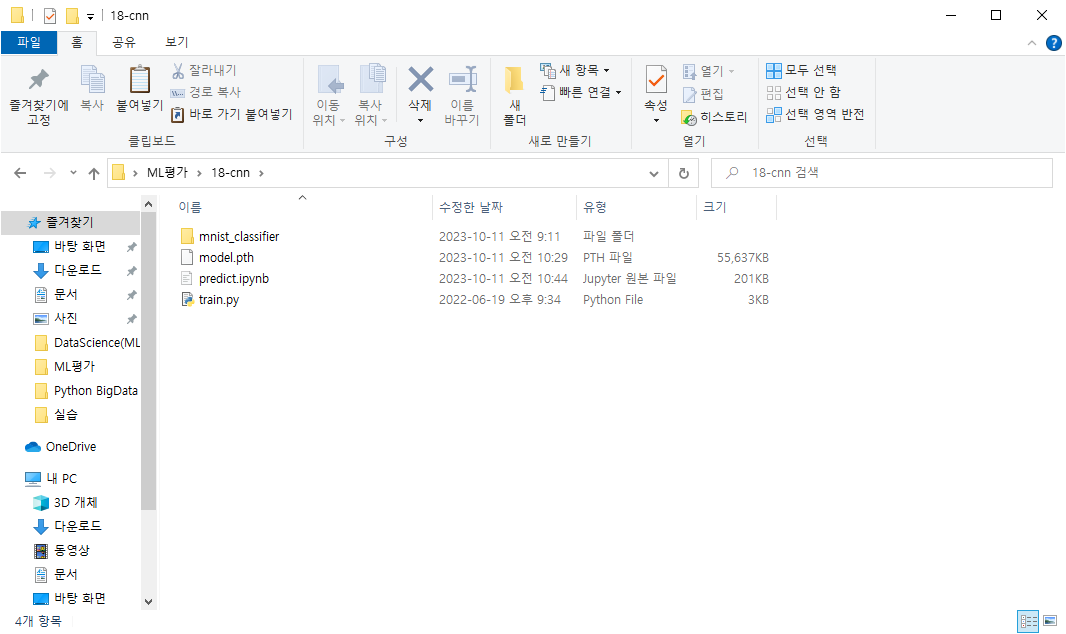 18-cnn
파일 홈 공유 보기
즐겨찾기에 고정
복사
붙여넣기
잘라내기
경로 복사
바로 가기 붙여넣기
클립보드
이동 위치
복사 위치
삭제
이름 바꾸기
구성
새 폴더
새 항목
빠른 연결
새로 만들기
속성
열기
편집
히스토리
열기
모두 선택
선택 안 함
선택 영역 반전
선택
ML평가 18-cnn
18-cnn 검색
즐겨찾기
바탕 화면
다운로드
문서
사진
DataScience(ML
ML평가
Python BigData
실습
OneDrive
내 PC
3D 개체
다운로드
동영상
문서
바탕 화면
이름 수정한 날짜 유형 크기
mnist_classifier 2023-10-11 오전 9:11 파일 폴더
model.pth 2023-10-11 오전 10:29 PTH 파일 55,637KB
predict.ipynb 2023-10-11 오전 10:44 Jupyter 원본 파일 201KB
train.py 2022-06-19 오후 9:34 Python File 3KB
4개 항목